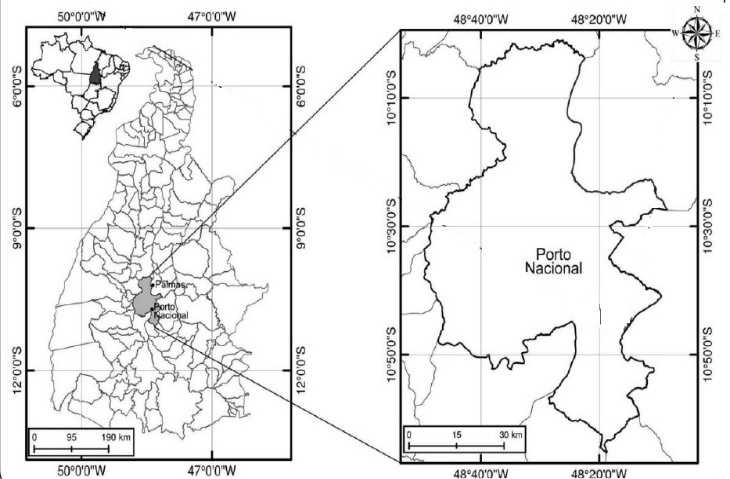 50°0'0"W
47°0'0"W
6°0'0"S
6°0'0"S
9°0'0"S
9°0'0"S
12°0'0"S
12°0'0"S
Palmas
Porto
Nacional
0 95 190 km
50°0'0"W
47°0'0"W
48°40'0"W
48°20'0"W
N
W
E
S
10°10'0"S
10°10'0"S
10°30'0"S
10°30'0"S
Porto
Nacional
10°50'0"S
10°50'0"S
0 15 30 km
48°40'0"W
48°20'0"W